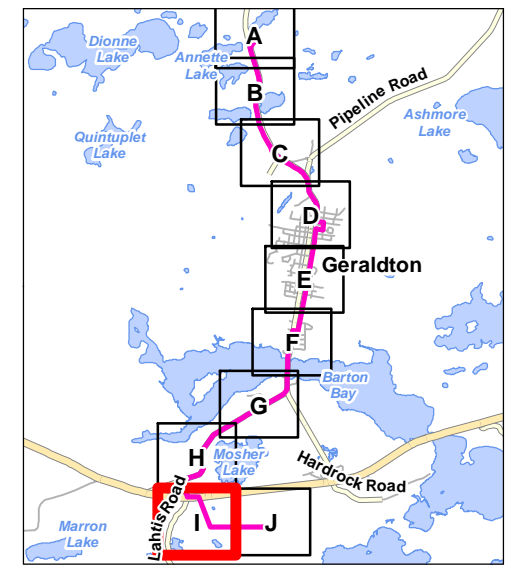 A
Dionne
Lake
Annette
Lake
B
Pipeline Road
Ashmore
Lake
Quintuplet
Lake
C
D
Geraldton
E
F
Barton
Bay
G
H
Mosher
Lake
Hardrock Road
Lahtis Road
Marron
Lake
I
J